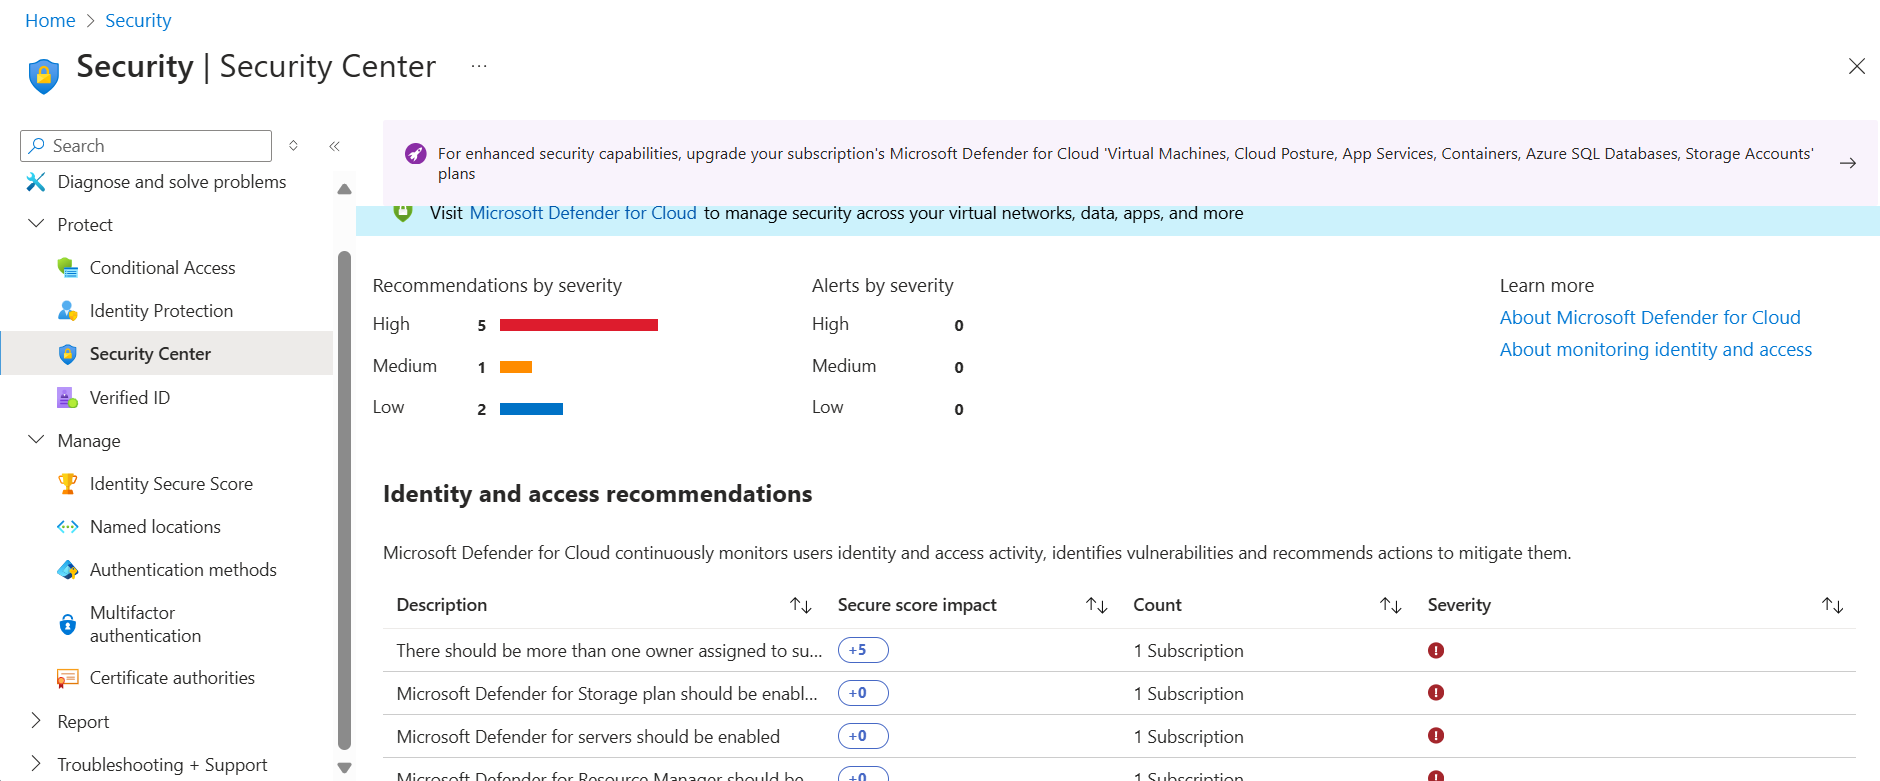 Home > Security
Security | Security Center ...
Search
Diagnose and solve problems
Protect
Conditional Access
Identity Protection
Security Center
Verified ID
Manage
Identity Secure Score
Named locations
Authentication methods
Multifactor
authentication
Certificate authorities
Report
Troubleshooting + Support
For enhanced security capabilities, upgrade your subscription's Microsoft Defender for Cloud 'Virtual Machines, Cloud Posture, App Services, Containers, Azure SQL Databases, Storage Accounts'
plans
Visit Microsoft Defender for Cloud to manage security across your virtual networks, data, apps, and more
Recommendations by severity
High 5
Medium 1
Low 2
Alerts by severity
High 0
Medium 0
Low 0
Learn more
About Microsoft Defender for Cloud
About monitoring identity and access
Identity and access recommendations
Microsoft Defender for Cloud continuously monitors users identity and access activity, identifies vulnerabilities and recommends actions to mitigate them.
Description Secure score impact Count Severity
There should be more than one owner assigned to su... +5 1 Subscription
Microsoft Defender for Storage plan should be enabl... +0 1 Subscription
Microsoft Defender for servers should be enabled +0 1 Subscription
Microsoft Defender for Resource Manager should be +0 1 Subscription